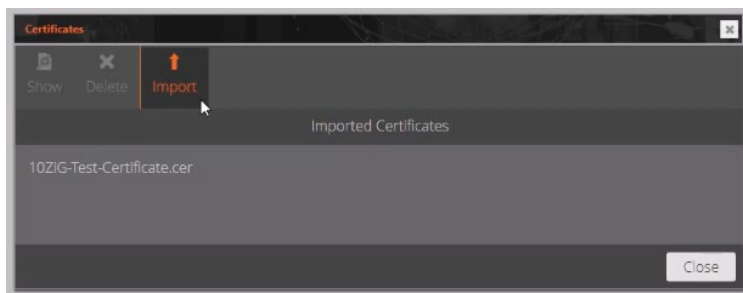 Certificates
Show Delete Import
Imported Certificates
10ZiG-Test-Certificate.cer
Close